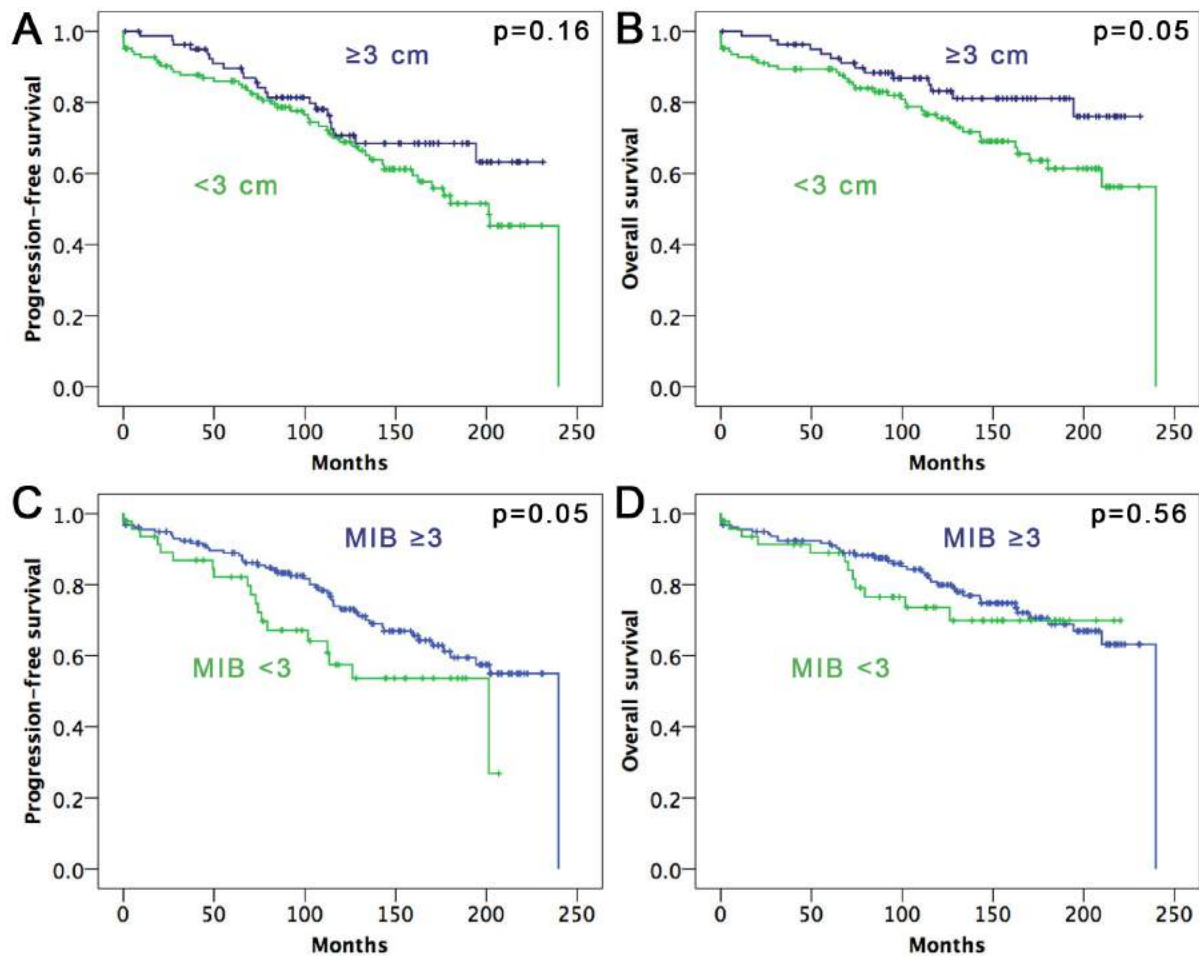 A
p=0.16
≥3 cm
<3 cm
Progression-free survival
1.0
0.8
0.6
0.4
0.2
0.0
0 50 100 150 200 250
Months
B
p=0.05
≥3 cm
<3 cm
Overall survival
1.0
0.8
0.6
0.4
0.2
0.0
0 50 100 150 200 250
Months
C
p=0.05
MIB ≥3
MIB <3
Progression-free survival
1.0
0.8
0.6
0.4
0.2
0.0
0 50 100 150 200 250
Months
D
p=0.56
MIB ≥3
MIB <3
Overall survival
1.0
0.8
0.6
0.4
0.2
0.0
0 50 100 150 200 250
Months